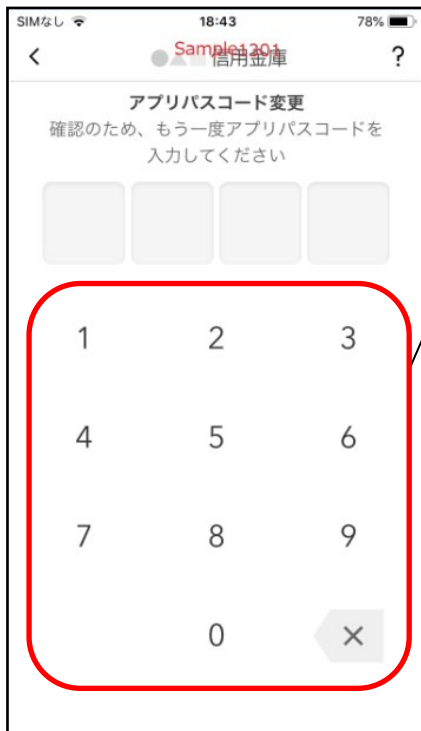 SIMなし 18:43 78%
< Sample1201
●▲■信用金庫 ?
アプリパスコード変更
確認のため、もう一度アプリパスコードを
入力してください
1 2 3
4 5 6
7 8 9
0 ×